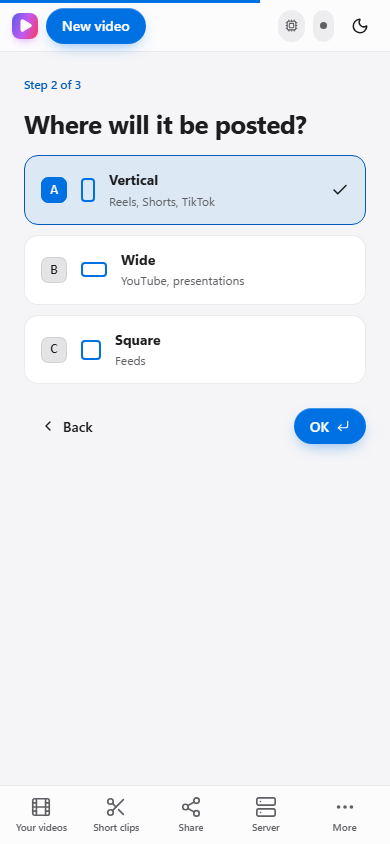 New video
Step 2 of 3
Where will it be posted?
A
Vertical
Reels, Shorts, TikTok
B
Wide
YouTube, presentations
C
Square
Feeds
Back
OK
Your videos
Short clips
Share
Server
More